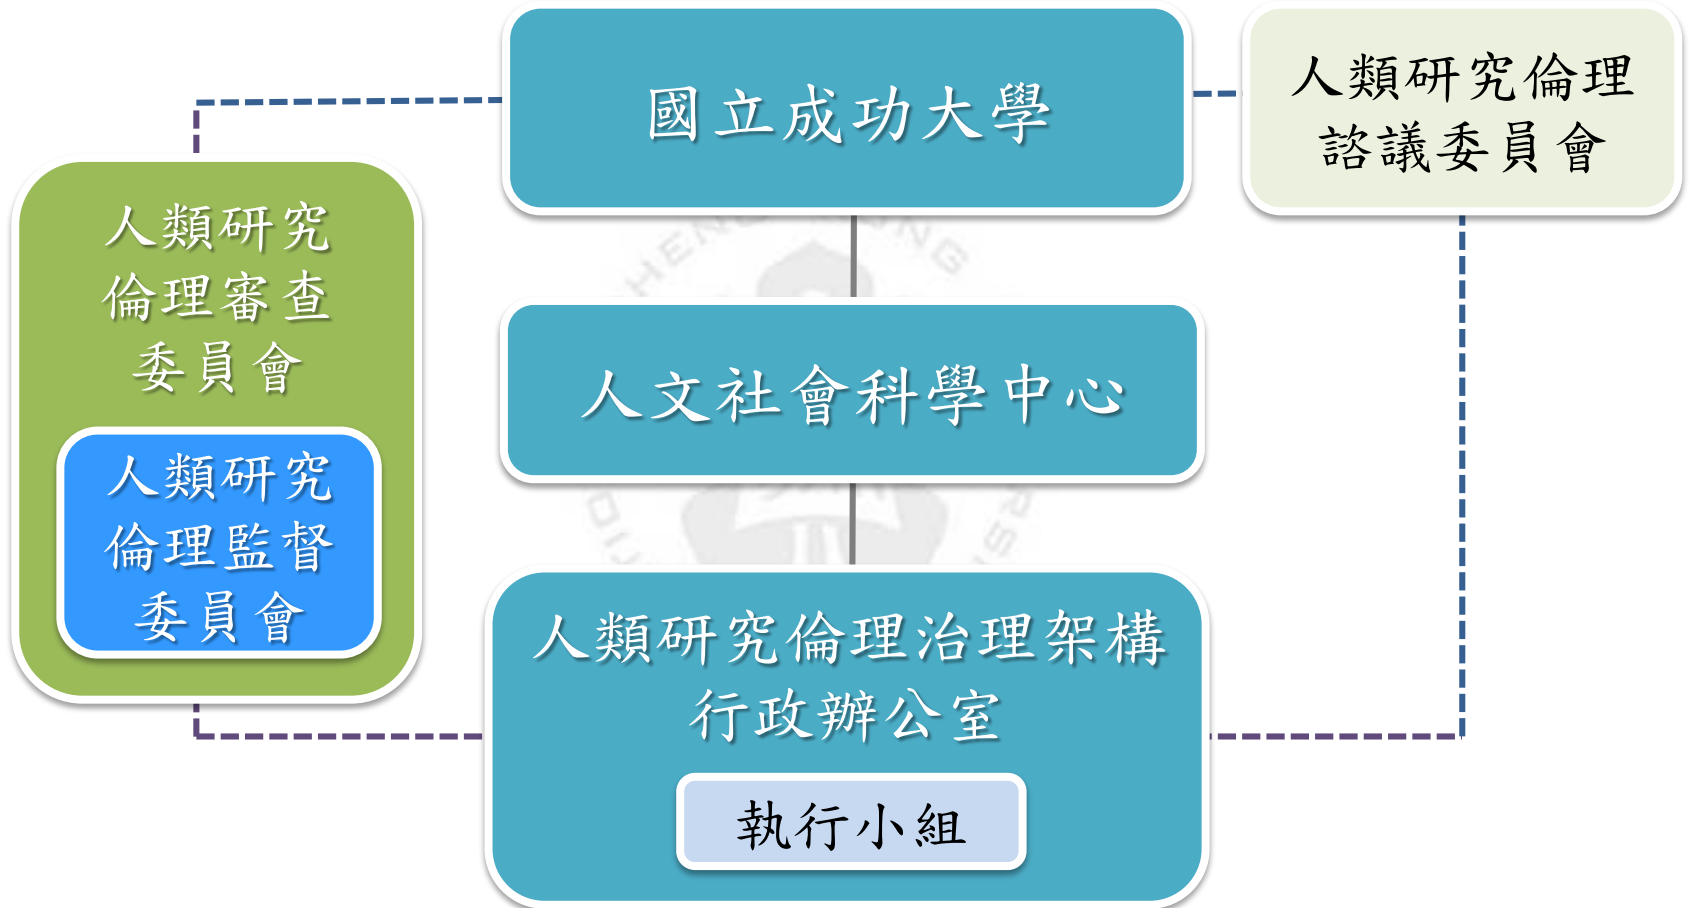 國立成功大學
人類研究倫理
諮議委員會
人類研究
倫理審查
委員會
人類研究
倫理監督
委員會
人文社會科學中心
人類研究倫理治理架構
行政辦公室
執行小組